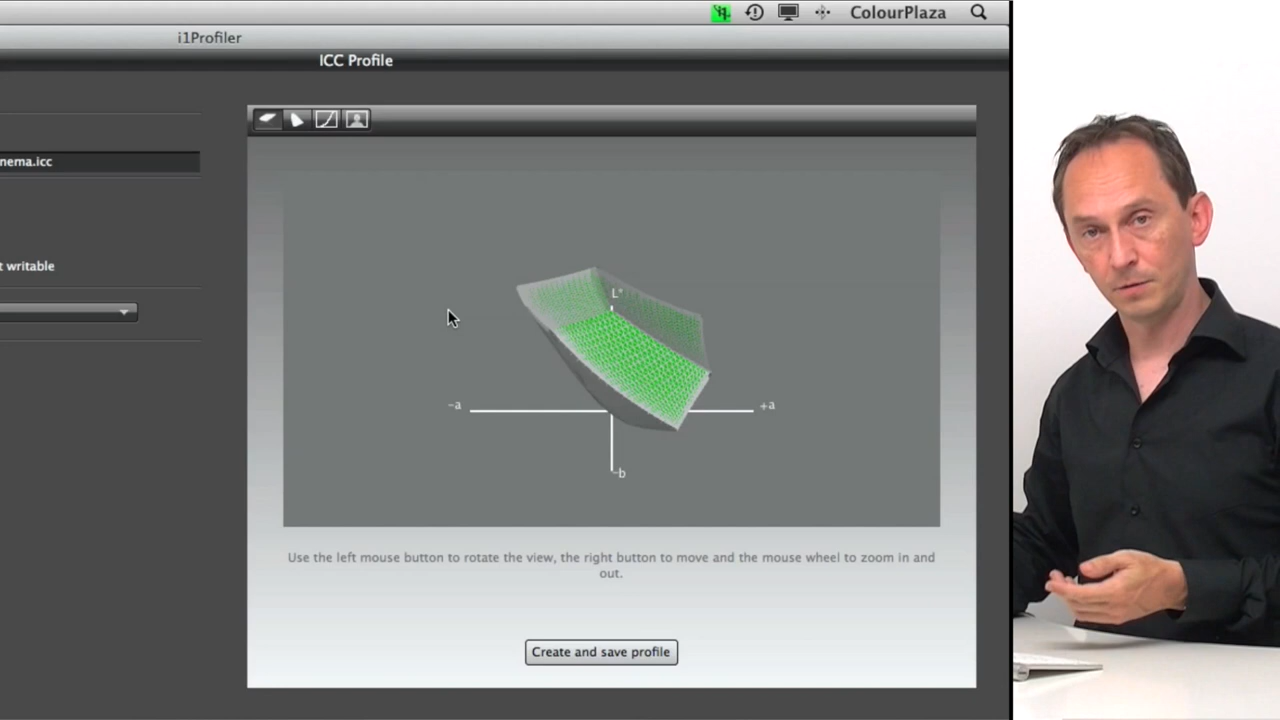 ColourPlaza
i1Profiler
ICC Profile
nema.icc
t writable
L*
-a
+a
-b
Use the left mouse button to rotate the view, the right button to move and the mouse wheel to zoom in and
out.
Create and save profile